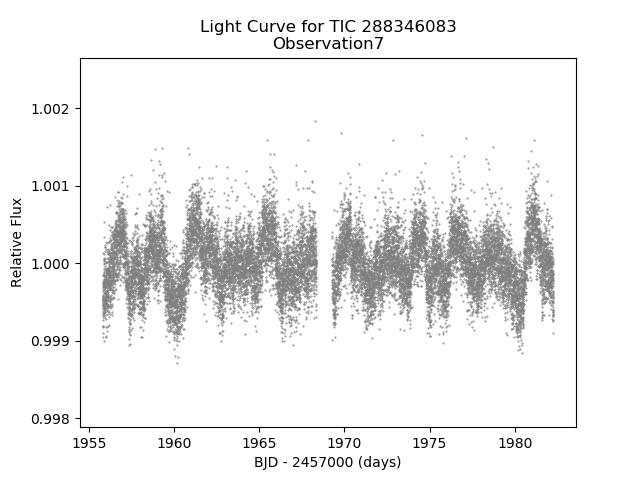 Light Curve for TIC 288346083
Observation7
1.002
1.001
1.000
0.999
0.998
Relative Flux
1955
1960
1965
1970
1975
1980
BJD - 2457000 (days)